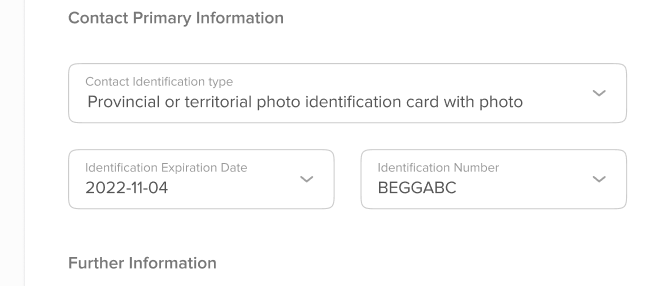 Contact Primary Information
Contact Identification type
Provincial or territorial photo identification card with photo
Identification Expiration Date
2022-11-04
Identification Number
BEGGABC
Further Information